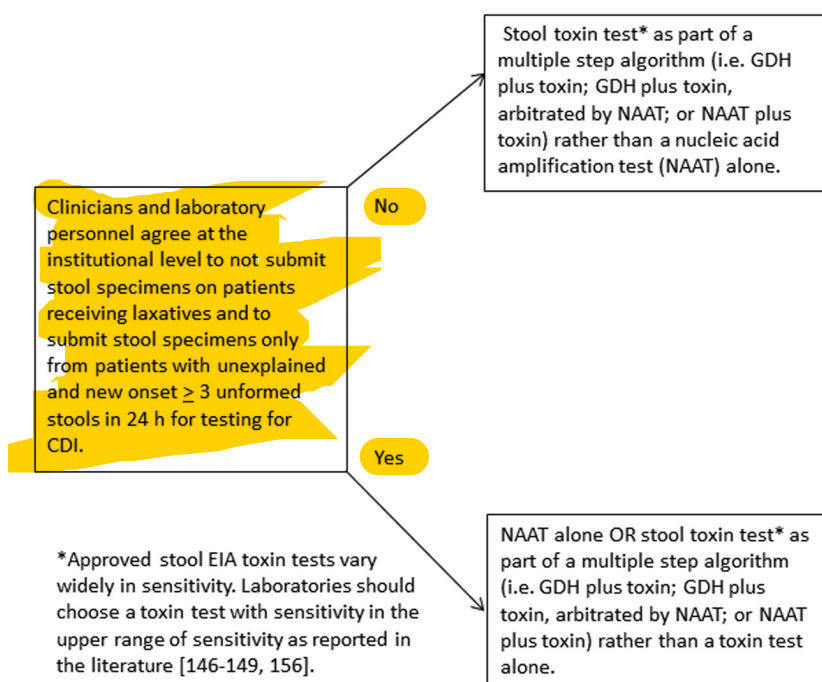 Stool toxin test* as part of a
multiple step algorithm (i.e. GDH
plus toxin; GDH plus toxin,
arbitrated by NAAT; or NAAT plus
toxin) rather than a nucleic acid
amplification test (NAAT) alone.
Clinicians and laboratory
personnel agree at the
institutional level to not submit
stool specimens on patients
receiving laxatives and to
submit stool specimens only
from patients with unexplained
and new onset ≥ 3 unformed
stools in 24 h for testing for
CDI.
No
Yes
NAAT alone OR stool toxin test* as
part of a multiple step algorithm
(i.e. GDH plus toxin; GDH plus
toxin, arbitrated by NAAT; or NAAT
plus toxin) rather than a toxin test
alone.
*Approved stool EIA toxin tests vary
widely in sensitivity. Laboratories should
choose a toxin test with sensitivity in the
upper range of sensitivity as reported in
the literature [146-149, 156].